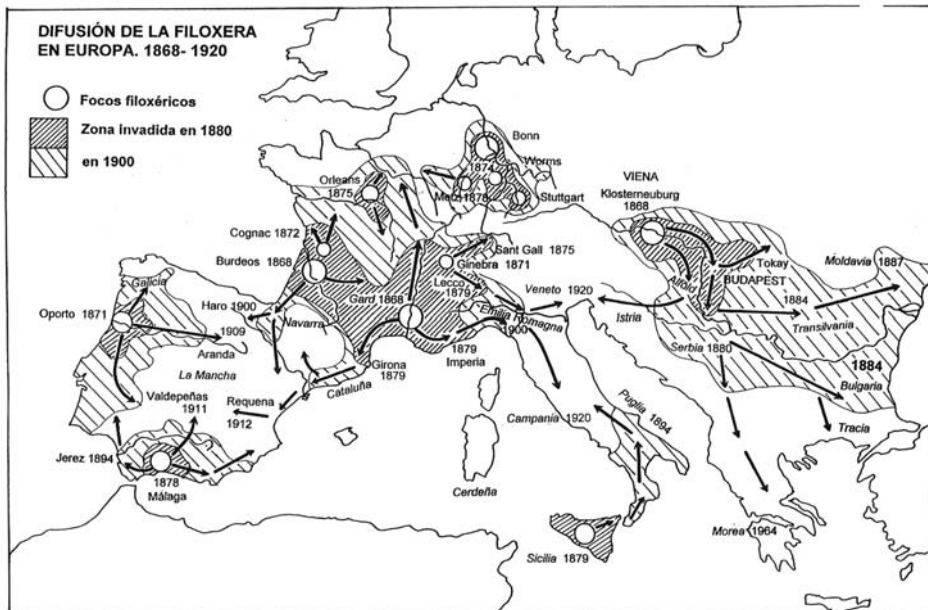 DIFUSIÓN DE LA FILOXERA
EN EUROPA. 1868- 1920
Focos filoxéricos
Zona invadida en 1880
en 1900
Bonn
Worms
1874
Metz 1878
Stuttgart
Orleans
1875
VIENA
Klosterneuburg
1868
Cognac 1872
Burdeos 1868
Sant Gall 1875
Ginebra 1871
Lecco
1879
Tokay
BUDAPEST
Alföld
Moldavia 1887
1884
Transilvania
Galicia
Oporto 1871
Haro 1900
Navarra
Gard 1868
Veneto 1920
Istria
Emilia Romagna
1900
1909
Aranda
1879
Imperia
Serbia 1880
1884
Bulgaria
La Mancha
Girona
1879
Cataluña
Valdepeñas
1911
Requena
1912
Campania 1920
Puglia 1894
Tracia
Jerez 1894
1878
Málaga
Cerdeña
Sicilia 1879
Morea 1964